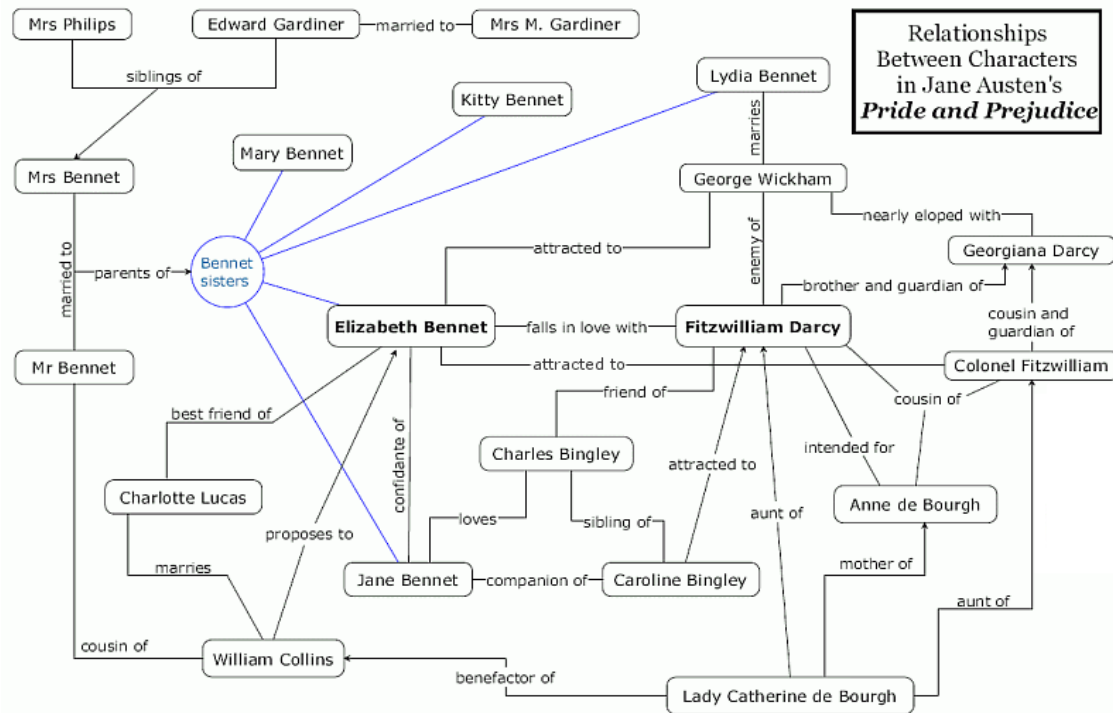 Mrs Philips
Edward Gardiner
married to
Mrs M. Gardiner
Relationships
Between Characters
in Jane Austen's
Pride and Prejudice
siblings of
Lydia Bennet
Kitty Bennet
marries
Mary Bennet
Mrs Bennet
George Wickham
nearly eloped with
married to
parents of
Bennet
sisters
attracted to
enemy of
Georgiana Darcy
brother and guardian of
Elizabeth Bennet
falls in love with
Fitzwilliam Darcy
cousin and
guardian of
Mr Bennet
attracted to
Colonel Fitzwilliam
best friend of
friend of
cousin of
confidante of
Charles Bingley
attracted to
intended for
Charlotte Lucas
Anne de Bourgh
proposes to
loves
sibling of
aunt of
marries
Jane Bennet
companion of
Caroline Bingley
mother of
aunt of
cousin of
William Collins
benefactor of
Lady Catherine de Bourgh